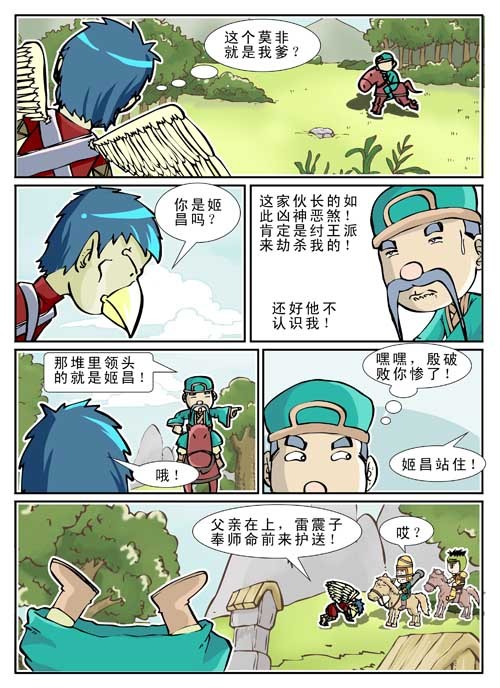 这个莫非
就是我爹？
你是姬
昌吗？
这家伙长的如
此凶神恶煞！
肯定是纣王派
来劫杀我的！
还好他不
认识我！
那堆里领头
的就是姬昌！
哦！
嘿嘿，殷破
败你惨了！
姬昌站住！
父亲在上，雷震子
奉师命前来护送！
哎？